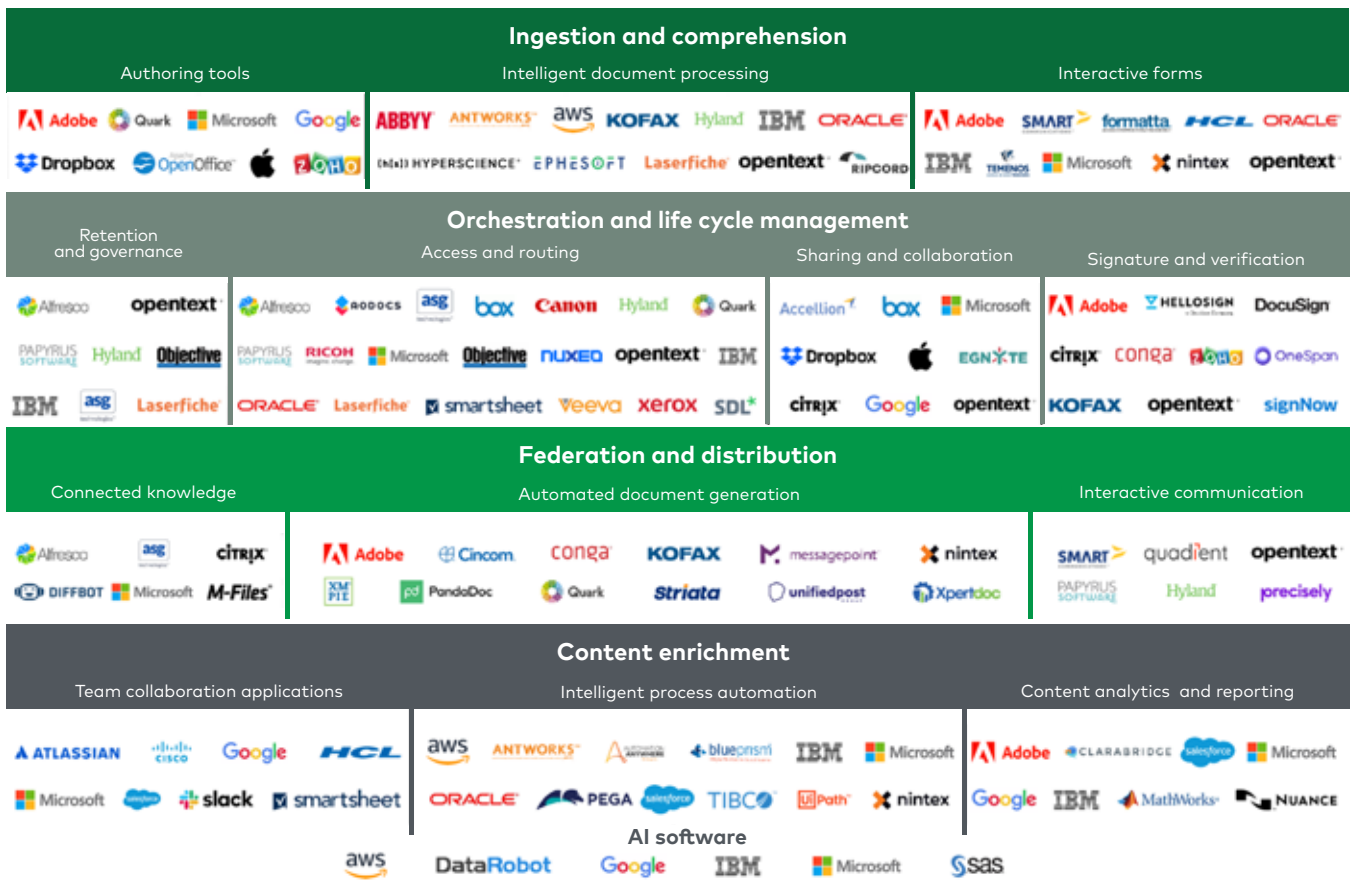 Ingestion and comprehension
Authoring tools Intelligent document processing Interactive forms
Adobe Quark Microsoft Google ABBYY ANTWORKS aws KOFAX Hyland IBM ORACLE Adobe SMART formatta HCL ORACLE
Dropbox OpenOffice ZOHO HYPERSCIENCE EPHESOFT Laserfiche opentext RIPCORD IBM TEMENOS Microsoft nintex opentext
Orchestration and life cycle management
Retention
and governance Access and routing Sharing and collaboration Signature and verification
Alfresco opentext Alfresco AODOCS asg box Canon Hyland Quark Accellion box Microsoft Adobe HELLOSIGN DocuSign
PAPYRUS SOFTWARE Hyland Objective PAPYRUS SOFTWARE RICOH Microsoft Objective nuxeo opentext IBM Dropbox EGNYTE citrix conga ZOHO OneSpan
IBM asg Laserfiche ORACLE Laserfiche smartsheet Veeva xerox SDL* citrix Google opentext KOFAX opentext signNow
Federation and distribution
Connected knowledge Automated document generation Interactive communication
Alfresco asg citrix Adobe Cincom conga KOFAX messagepoint nintex SMART quadient opentext
DIFFBOT Microsoft M-Files XM PIE pd PandaDoc Quark Striata unifiedpost Xpertdoc PAPYRUS SOFTWARE Hyland precisely
Content enrichment
Team collaboration applications Intelligent process automation Content analytics and reporting
ATLASSIAN cisco Google HCL aws ANTWORKS AUTOMATION ANYWHERE blueprism IBM Microsoft Adobe CLARABRIDGE salesforce Microsoft
Microsoft salesforce slack smartsheet ORACLE PEGA salesforce TIBCO UiPath nintex Google IBM MathWorks NUANCE
AI software
aws DataRobot Google IBM Microsoft sas